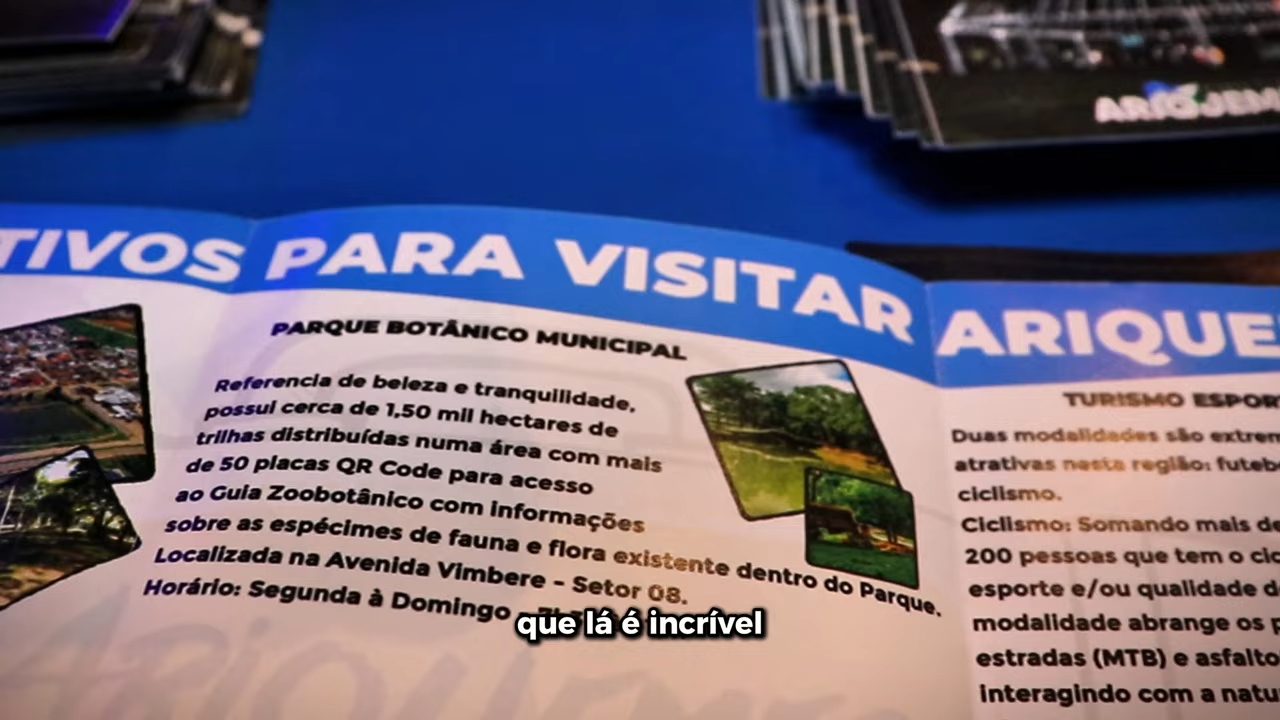 ARIQUEM
TIVOS PARA VISITAR ARIQUE
PARQUE BOTÂNICO MUNICIPAL
Referencia de beleza e tranquilidade,
possui cerca de 1,50 mil hectares de
trilhas distribuídas numa área com mais
de 50 placas QR Code para acesso
ao Guia Zoobotânico com informações
sobre as espécimes de fauna e flora existente dentro do Parque.
Localizada na Avenida Vimbere - Setor 08.
Horário: Segunda à Domingo -
TURISMO ESPOR
Duas modalidades são extrem
atrativas nesta região: futeb
ciclismo.
Ciclismo: Somando mais de
200 pessoas que tem o cic
esporte e/ou qualidade d
modalidade abrange os p
estradas (MTB) e asfalto
interagindo com a natu
que lá é incrível